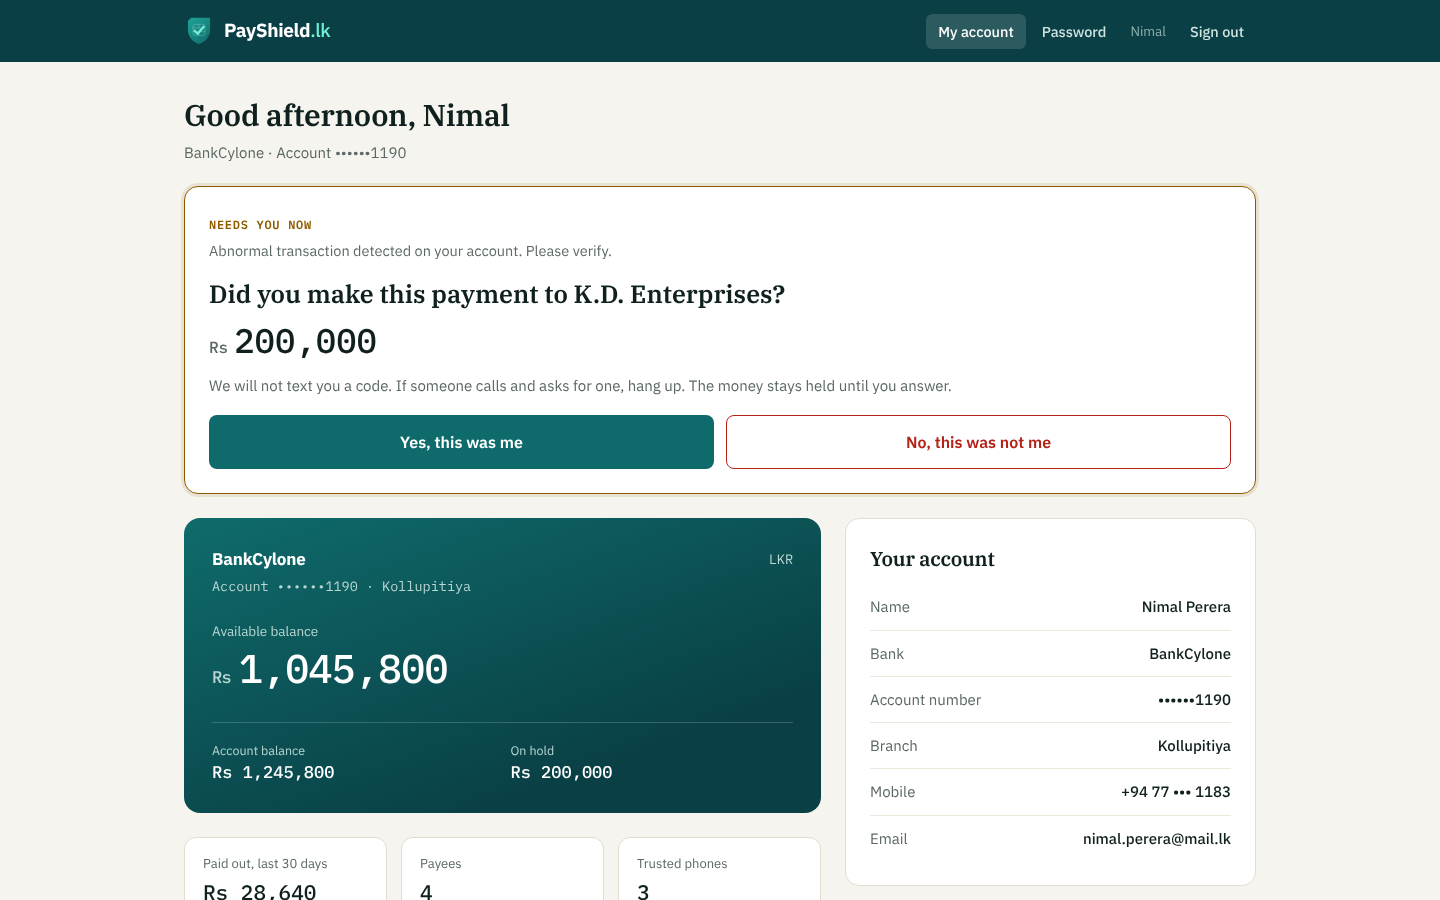 PayShield.lk
My account
Password
Nimal
Sign out
Good afternoon, Nimal
BankCylone · Account ••••••1190
NEEDS YOU NOW
Abnormal transaction detected on your account. Please verify.
Did you make this payment to K.D. Enterprises?
Rs 200,000
We will not text you a code. If someone calls and asks for one, hang up. The money stays held until you answer.
Yes, this was me
No, this was not me
BankCylone
LKR
Account ••••••1190 · Kollupitiya
Available balance
Rs 1,045,800
Account balance
On hold
Rs 1,245,800
Rs 200,000
Paid out, last 30 days
Rs 28,640
Payees
4
Trusted phones
3
Your account
Name Nimal Perera
Bank BankCylone
Account number ••••••1190
Branch Kollupitiya
Mobile +94 77 ••• 1183
Email nimal.perera@mail.lk